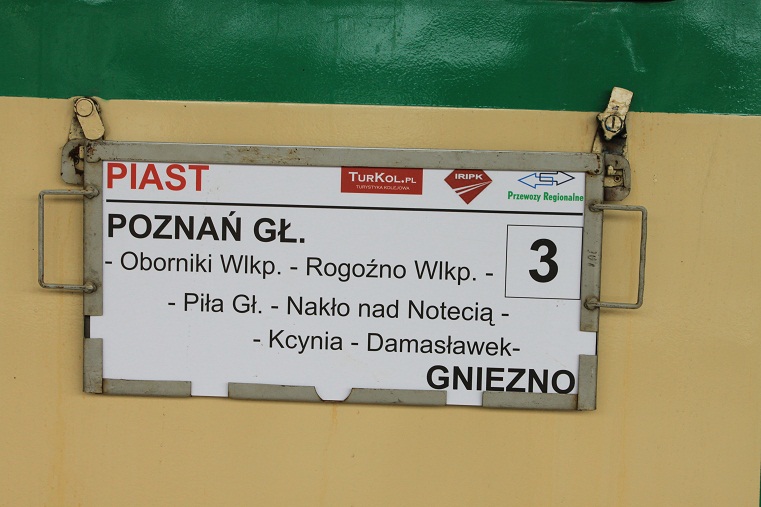 PIAST
TURKOL.PL
TURYSTYKA KOLEJOWA
IRIPK
Przewozy Regionalne
POZNAŃ GŁ.
- Oborniki Wlkp. - Rogoźno Wlkp. -
3
- Piła Gł. - Nakło nad Notecią -
- Kcynia - Damasławek-
GNIEZNO